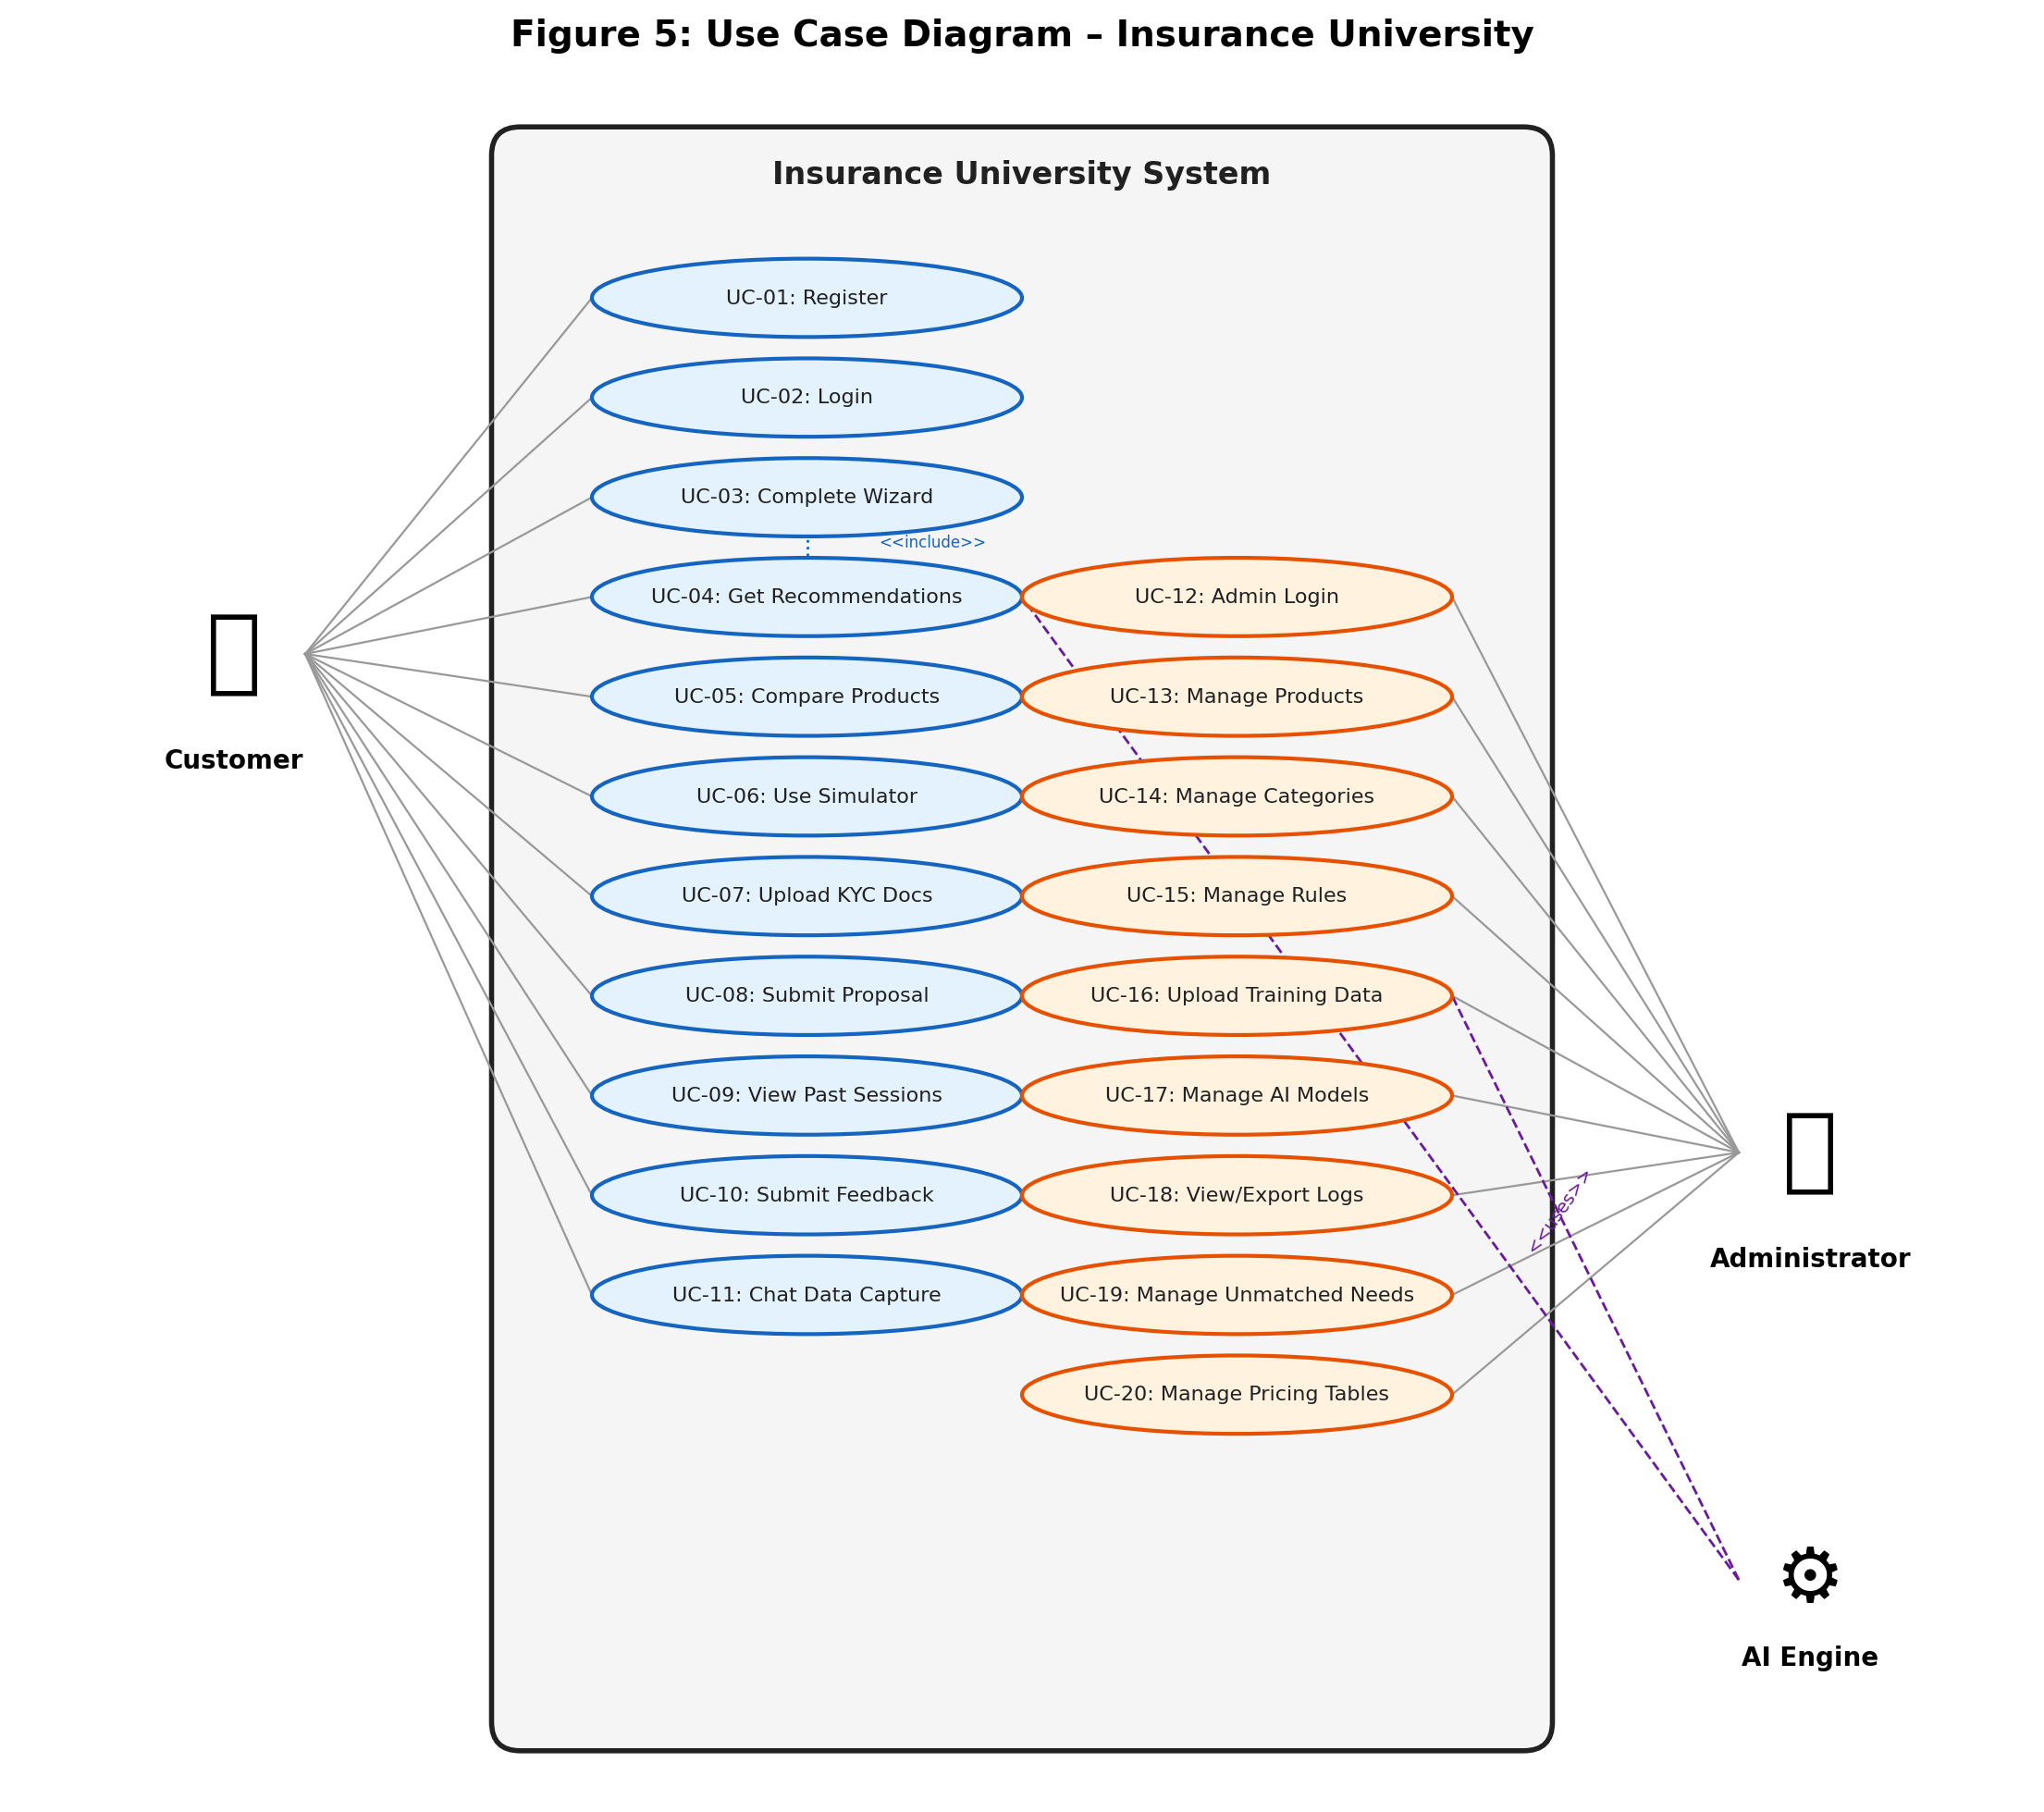 Figure 5: Use Case Diagram – Insurance University
Insurance University System
UC-01: Register
UC-02: Login
UC-03: Complete Wizard
<<include>>
UC-04: Get Recommendations
UC-12: Admin Login
UC-05: Compare Products
UC-13: Manage Products
Customer
UC-06: Use Simulator
UC-14: Manage Categories
UC-07: Upload KYC Docs
UC-15: Manage Rules
UC-08: Submit Proposal
UC-16: Upload Training Data
UC-09: View Past Sessions
UC-17: Manage AI Models
UC-10: Submit Feedback
UC-18: View/Export Logs
<<uses>>
Administrator
UC-11: Chat Data Capture
UC-19: Manage Unmatched Needs
UC-20: Manage Pricing Tables
AI Engine